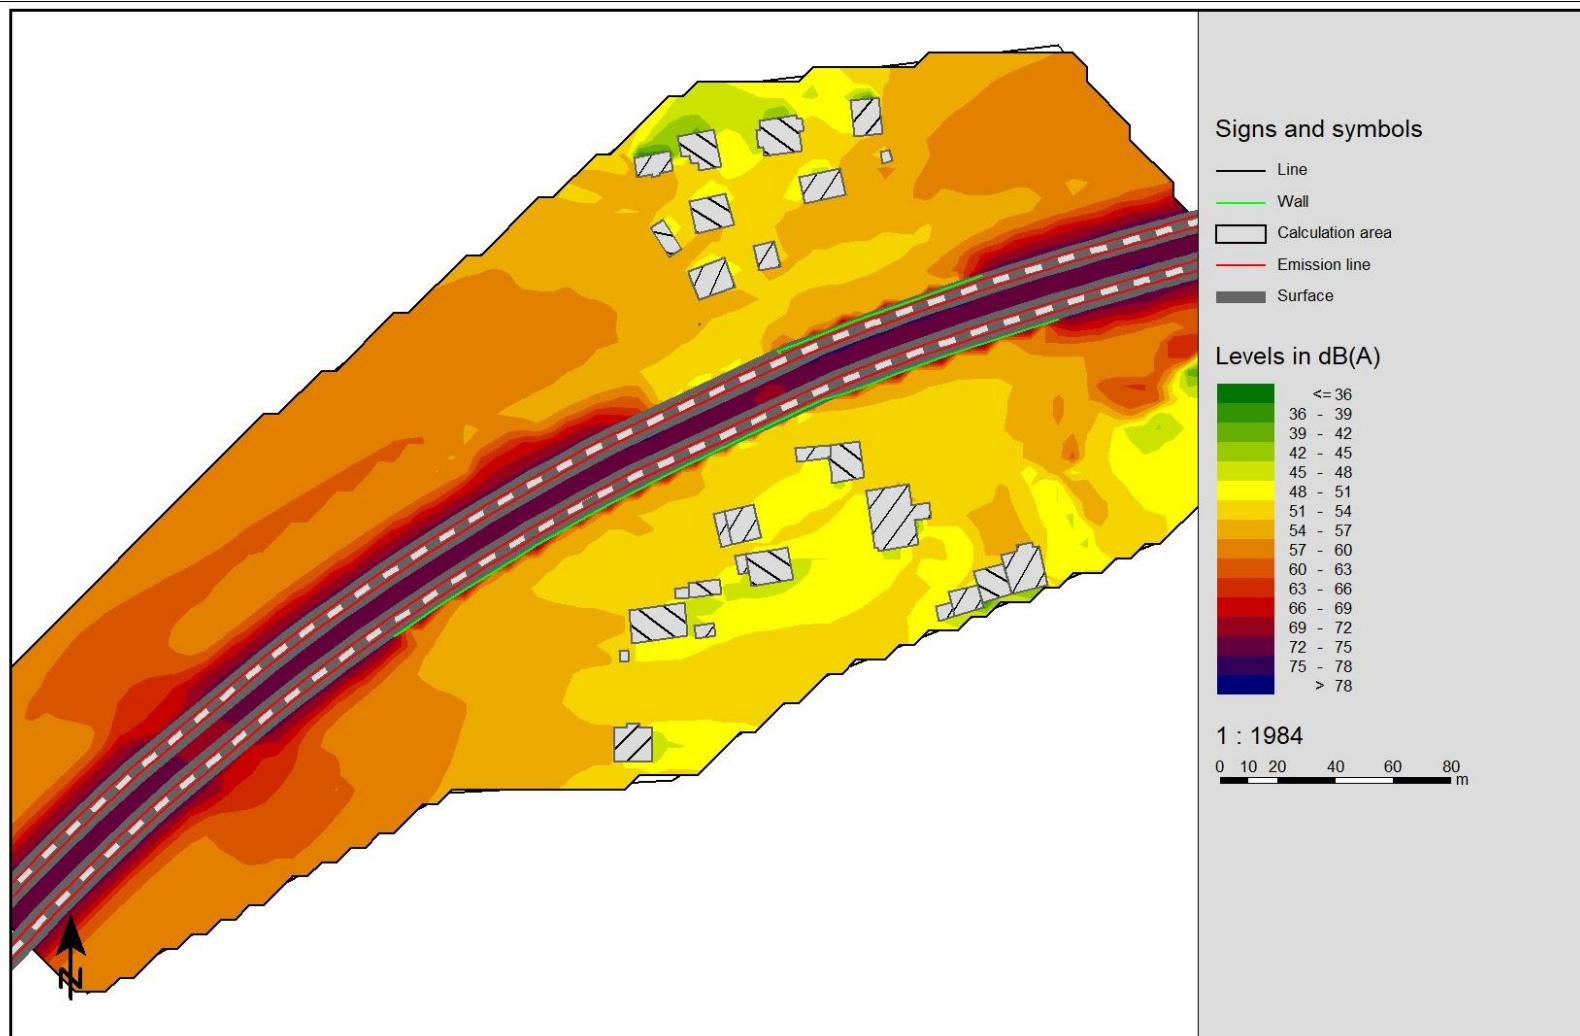 Signs and symbols
Line
Wall
Calculation area
Emission line
Surface
Levels in dB(A)
<= 36
36 - 39
39 - 42
42 - 45
45 - 48
48 - 51
51 - 54
54 - 57
57 - 60
60 - 63
63 - 66
66 - 69
69 - 72
72 - 75
75 - 78
> 78
1 : 1984
0 10 20 40 60 80
m
N